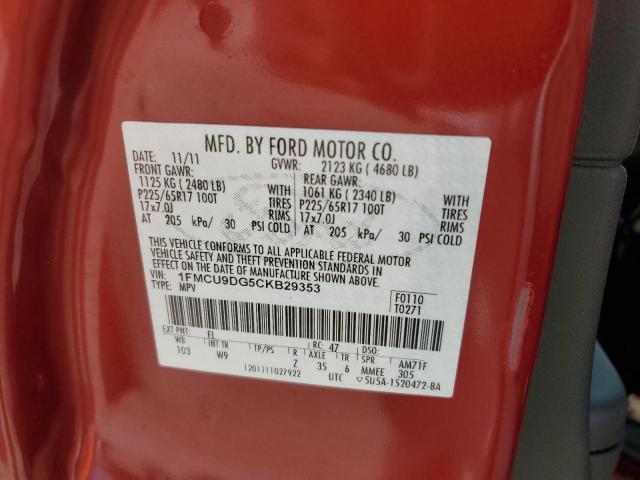 MFD. BY FORD MOTOR CO.
DATE: 11/11 GVWR: 2123 KG ( 4680 LB)
FRONT GAWR: REAR GAWR:
1125 KG ( 2480 LB) WITH 1061 KG ( 2340 LB) WITH
P225/65R17 100T TIRES P225/65R17 100T TIRES
17x7.0J RIMS 17x7.0J RIMS
AT 205 kPa/ 30 PSI COLD AT 205 kPa/ 30 PSI COLD
THIS VEHICLE CONFORMS TO ALL APPLICABLE FEDERAL MOTOR
VEHICLE SAFETY AND THEFT PREVENTION STANDARDS IN
EFFECT ON THE DATE OF MANUFACTURE SHOWN ABOVE.
VIN: 1FMCU9DG5CKB29353
TYPE: MPV
F0110
T0271
EXT PNT: FI RC: 47 DSO:
WB INT TR TP/PS R AXLE TR SPR AM71F
103 W9 Z 35 6 MMEE 305
1201111027922 UTC ▽5U5A-1520472-BA